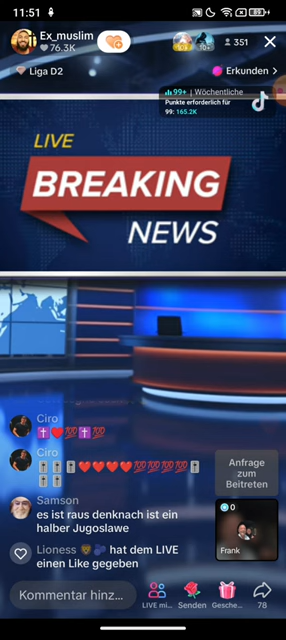 11:51
89
Ex_muslim
76.3K
10+
351
Liga D2
Erkunden >
99+ | Wöchentliche
Punkte erforderlich für
99: 165.2K
LIVE
BREAKING
NEWS
Ciro
✝️❤️💯✝️💯
Ciro
❤️❤️❤️❤️💯💯💯💯
Anfrage
zum
Beitreten
Samson
es ist raus denknach ist ein
halber Jugoslawe
0
Frank
Lioness 🦁🫐 hat dem LIVE
einen Like gegeben
Kommentar hinz...
LIVE mi...
Senden
Gesche...
78